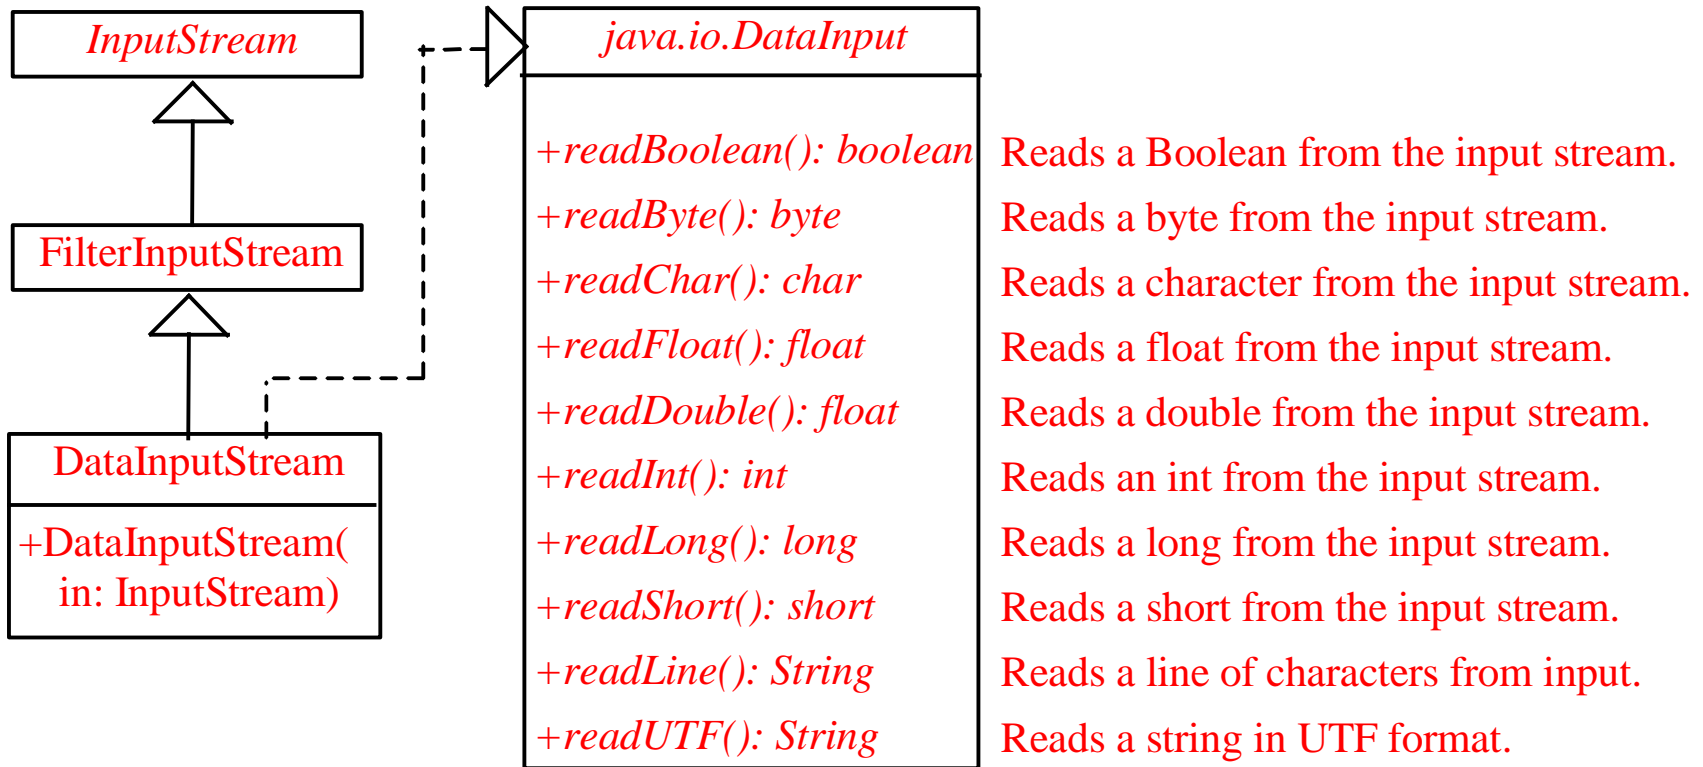 InputStream
FilterInputStream
DataInputStream
+DataInputStream(
in: InputStream)
java.io.DataInput
+readBoolean(): boolean Reads a Boolean from the input stream.
+readByte(): byte Reads a byte from the input stream.
+readChar(): char Reads a character from the input stream.
+readFloat(): float Reads a float from the input stream.
+readDouble(): float Reads a double from the input stream.
+readInt(): int Reads an int from the input stream.
+readLong(): long Reads a long from the input stream.
+readShort(): short Reads a short from the input stream.
+readLine(): String Reads a line of characters from input.
+readUTF(): String Reads a string in UTF format.